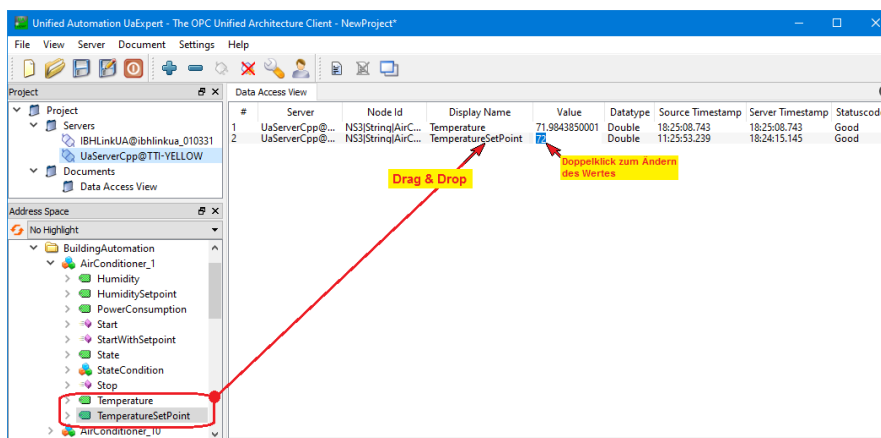 Unified Automation UaExpert - The OPC Unified Architecture Client - NewProject*
File View Server Document Settings Help
Project
Project
Servers
IBHLinkUA@ibhlinkua_010331
UaServerCpp@TTI-YELLOW
Documents
Data Access View
Address Space
No Highlight
BuildingAutomation
AirConditioner_1
Humidity
HumiditySetpoint
PowerConsumption
Start
StartWithSetpoint
State
StateCondition
Stop
Temperature
TemperatureSetPoint
AirConditioner_10
Data Access View
# Server Node Id Display Name Value Datatype Source Timestamp Server Timestamp Statuscod
1 UaServerCpp@... NS3|String|AirC... Temperature 71.9843850001 Double 18:25:08.743 18:25:08.743 Good
2 UaServerCpp@... NS3|String|AirC... TemperatureSetPoint 72 Double 11:25:53.239 18:24:15.145 Good
Drag & Drop
Doppelklick zum Ändern
des Wertes